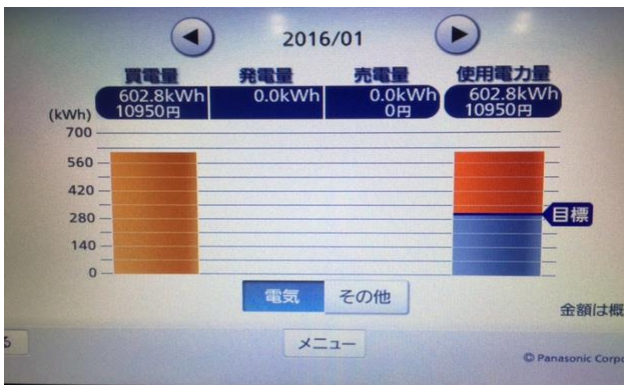 2016/01
買電量 発電量 売電量 使用電力量
602.8kWh 0.0kWh 0.0kWh 602.8kWh
10950円 0円 10950円
(kWh)
700
560
420
280 目標
140
0
電気 その他
金額は概
る メニュー
© Panasonic Corpo